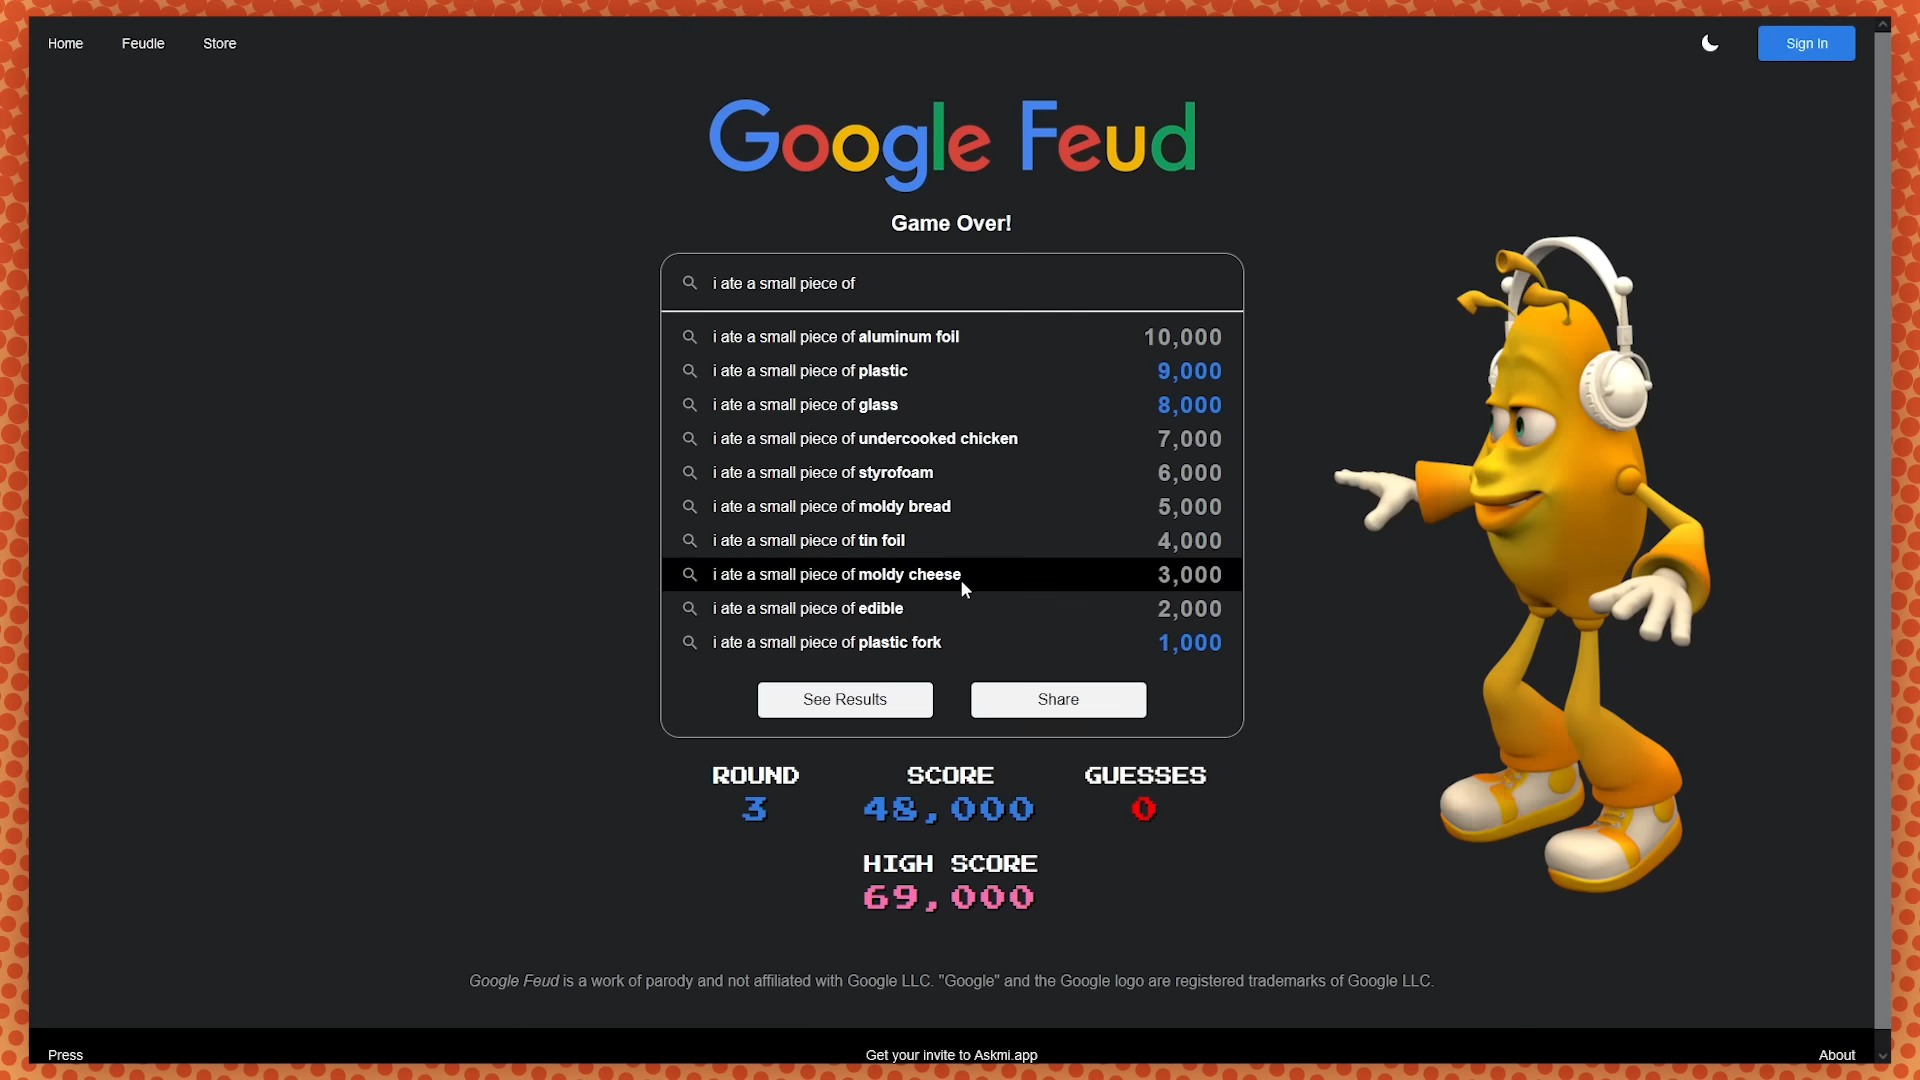 Home Feudle Store Sign In
Google Feud
Game Over!
i ate a small piece of
i ate a small piece of aluminum foil 10,000
i ate a small piece of plastic 9,000
i ate a small piece of glass 8,000
i ate a small piece of undercooked chicken 7,000
i ate a small piece of styrofoam 6,000
i ate a small piece of moldy bread 5,000
i ate a small piece of tin foil 4,000
i ate a small piece of moldy cheese 3,000
i ate a small piece of edible 2,000
i ate a small piece of plastic fork 1,000
See Results Share
ROUND SCORE GUESSES
3 48,000 0
HIGH SCORE
69,000
Google Feud is a work of parody and not affiliated with Google LLC. "Google" and the Google logo are registered trademarks of Google LLC.
Press Get your invite to Askmi.app About